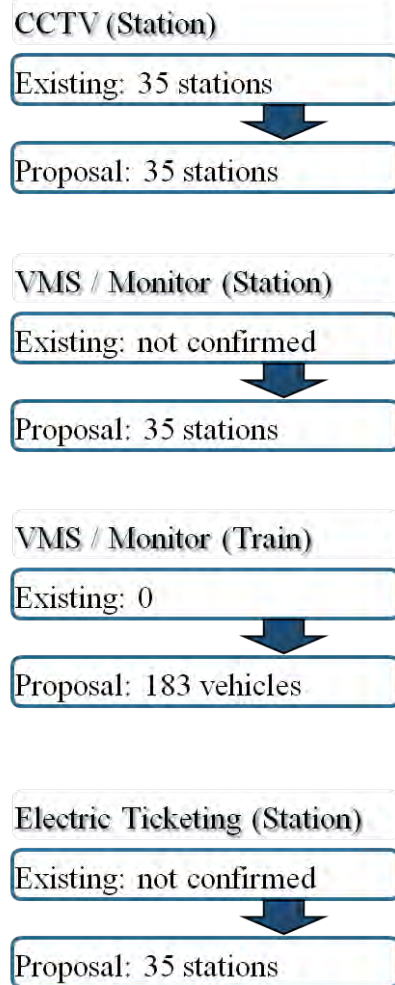 CCTV (Station)
Existing: 35 stations
Proposal: 35 stations
VMS / Monitor (Station)
Existing: not confirmed
Proposal: 35 stations
VMS / Monitor (Train)
Existing: 0
Proposal: 183 vehicles
Electric Ticketing (Station)
Existing: not confirmed
Proposal: 35 stations